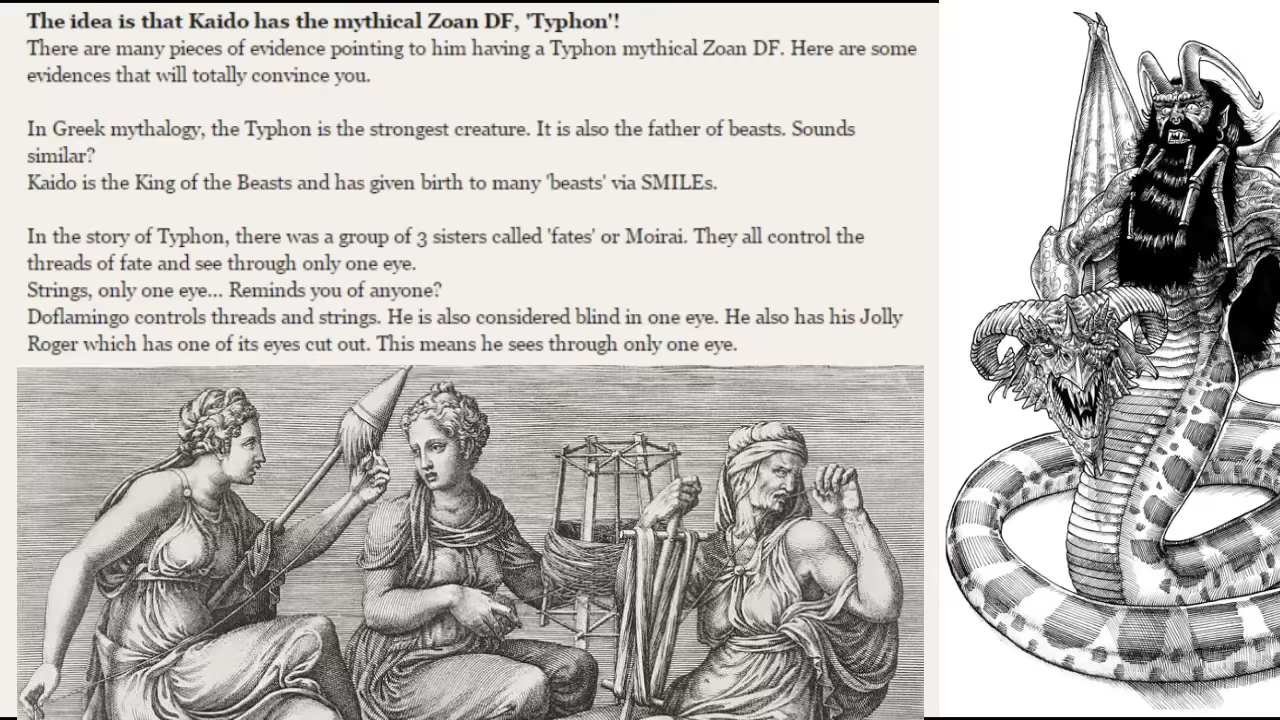 The idea is that Kaido has the mythical Zoan DF, 'Typhon'!
There are many pieces of evidence pointing to him having a Typhon mythical Zoan DF. Here are some
evidences that will totally convince you.
In Greek mythalogy, the Typhon is the strongest creature. It is also the father of beasts. Sounds
similar?
Kaido is the King of the Beasts and has given birth to many 'beasts' via SMILEs.
In the story of Typhon, there was a group of 3 sisters called 'fates' or Moirai. They all control the
threads of fate and see through only one eye.
Strings, only one eye... Reminds you of anyone?
Doflamingo controls threads and strings. He is also considered blind in one eye. He also has his Jolly
Roger which has one of its eyes cut out. This means he sees through only one eye.